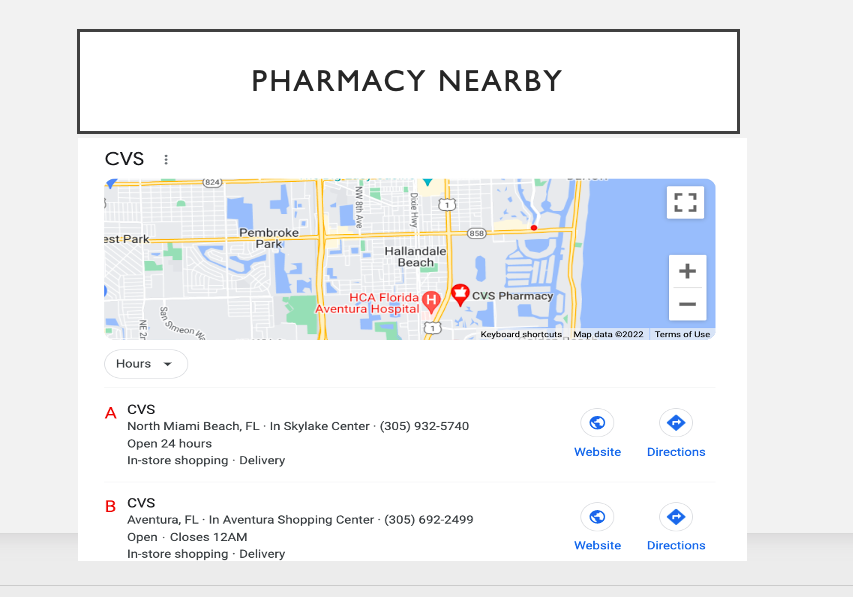 PHARMACY NEARBY
CVS
824
NW 8th Ave
Dixie Hwy
1
est Park
Pembroke
Park
858
Hallandale
Beach
HCA Florida
Aventura Hospital
H
CVS Pharmacy
NE 2
San Simeon Wa
1
Keyboard shortcuts Map data ©2022 Terms of Use
Hours
A CVS
North Miami Beach, FL · In Skylake Center · (305) 932-5740
Open 24 hours
In-store shopping · Delivery
Website Directions
B CVS
Aventura, FL · In Aventura Shopping Center · (305) 692-2499
Open · Closes 12AM
In-store shopping · Delivery
Website Directions